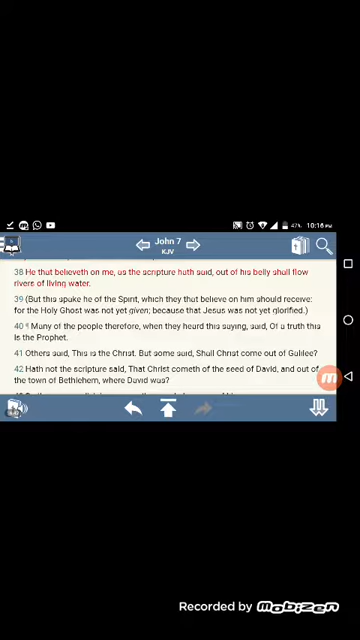 47% 10:16 PM
John 7
KJV
38 He that believeth on me, as the scripture hath said, out of his belly shall flow
rivers of living water.
39 (But this spake he of the Spirit, which they that believe on him should receive:
for the Holy Ghost was not yet given; because that Jesus was not yet glorified.)
40 ¶ Many of the people therefore, when they heard this saying, said, Of a truth this
is the Prophet.
41 Others said, This is the Christ. But some said, Shall Christ come out of Galilee?
42 Hath not the scripture said, That Christ cometh of the seed of David, and out of
the town of Bethlehem, where David was?
Recorded by Mobizen